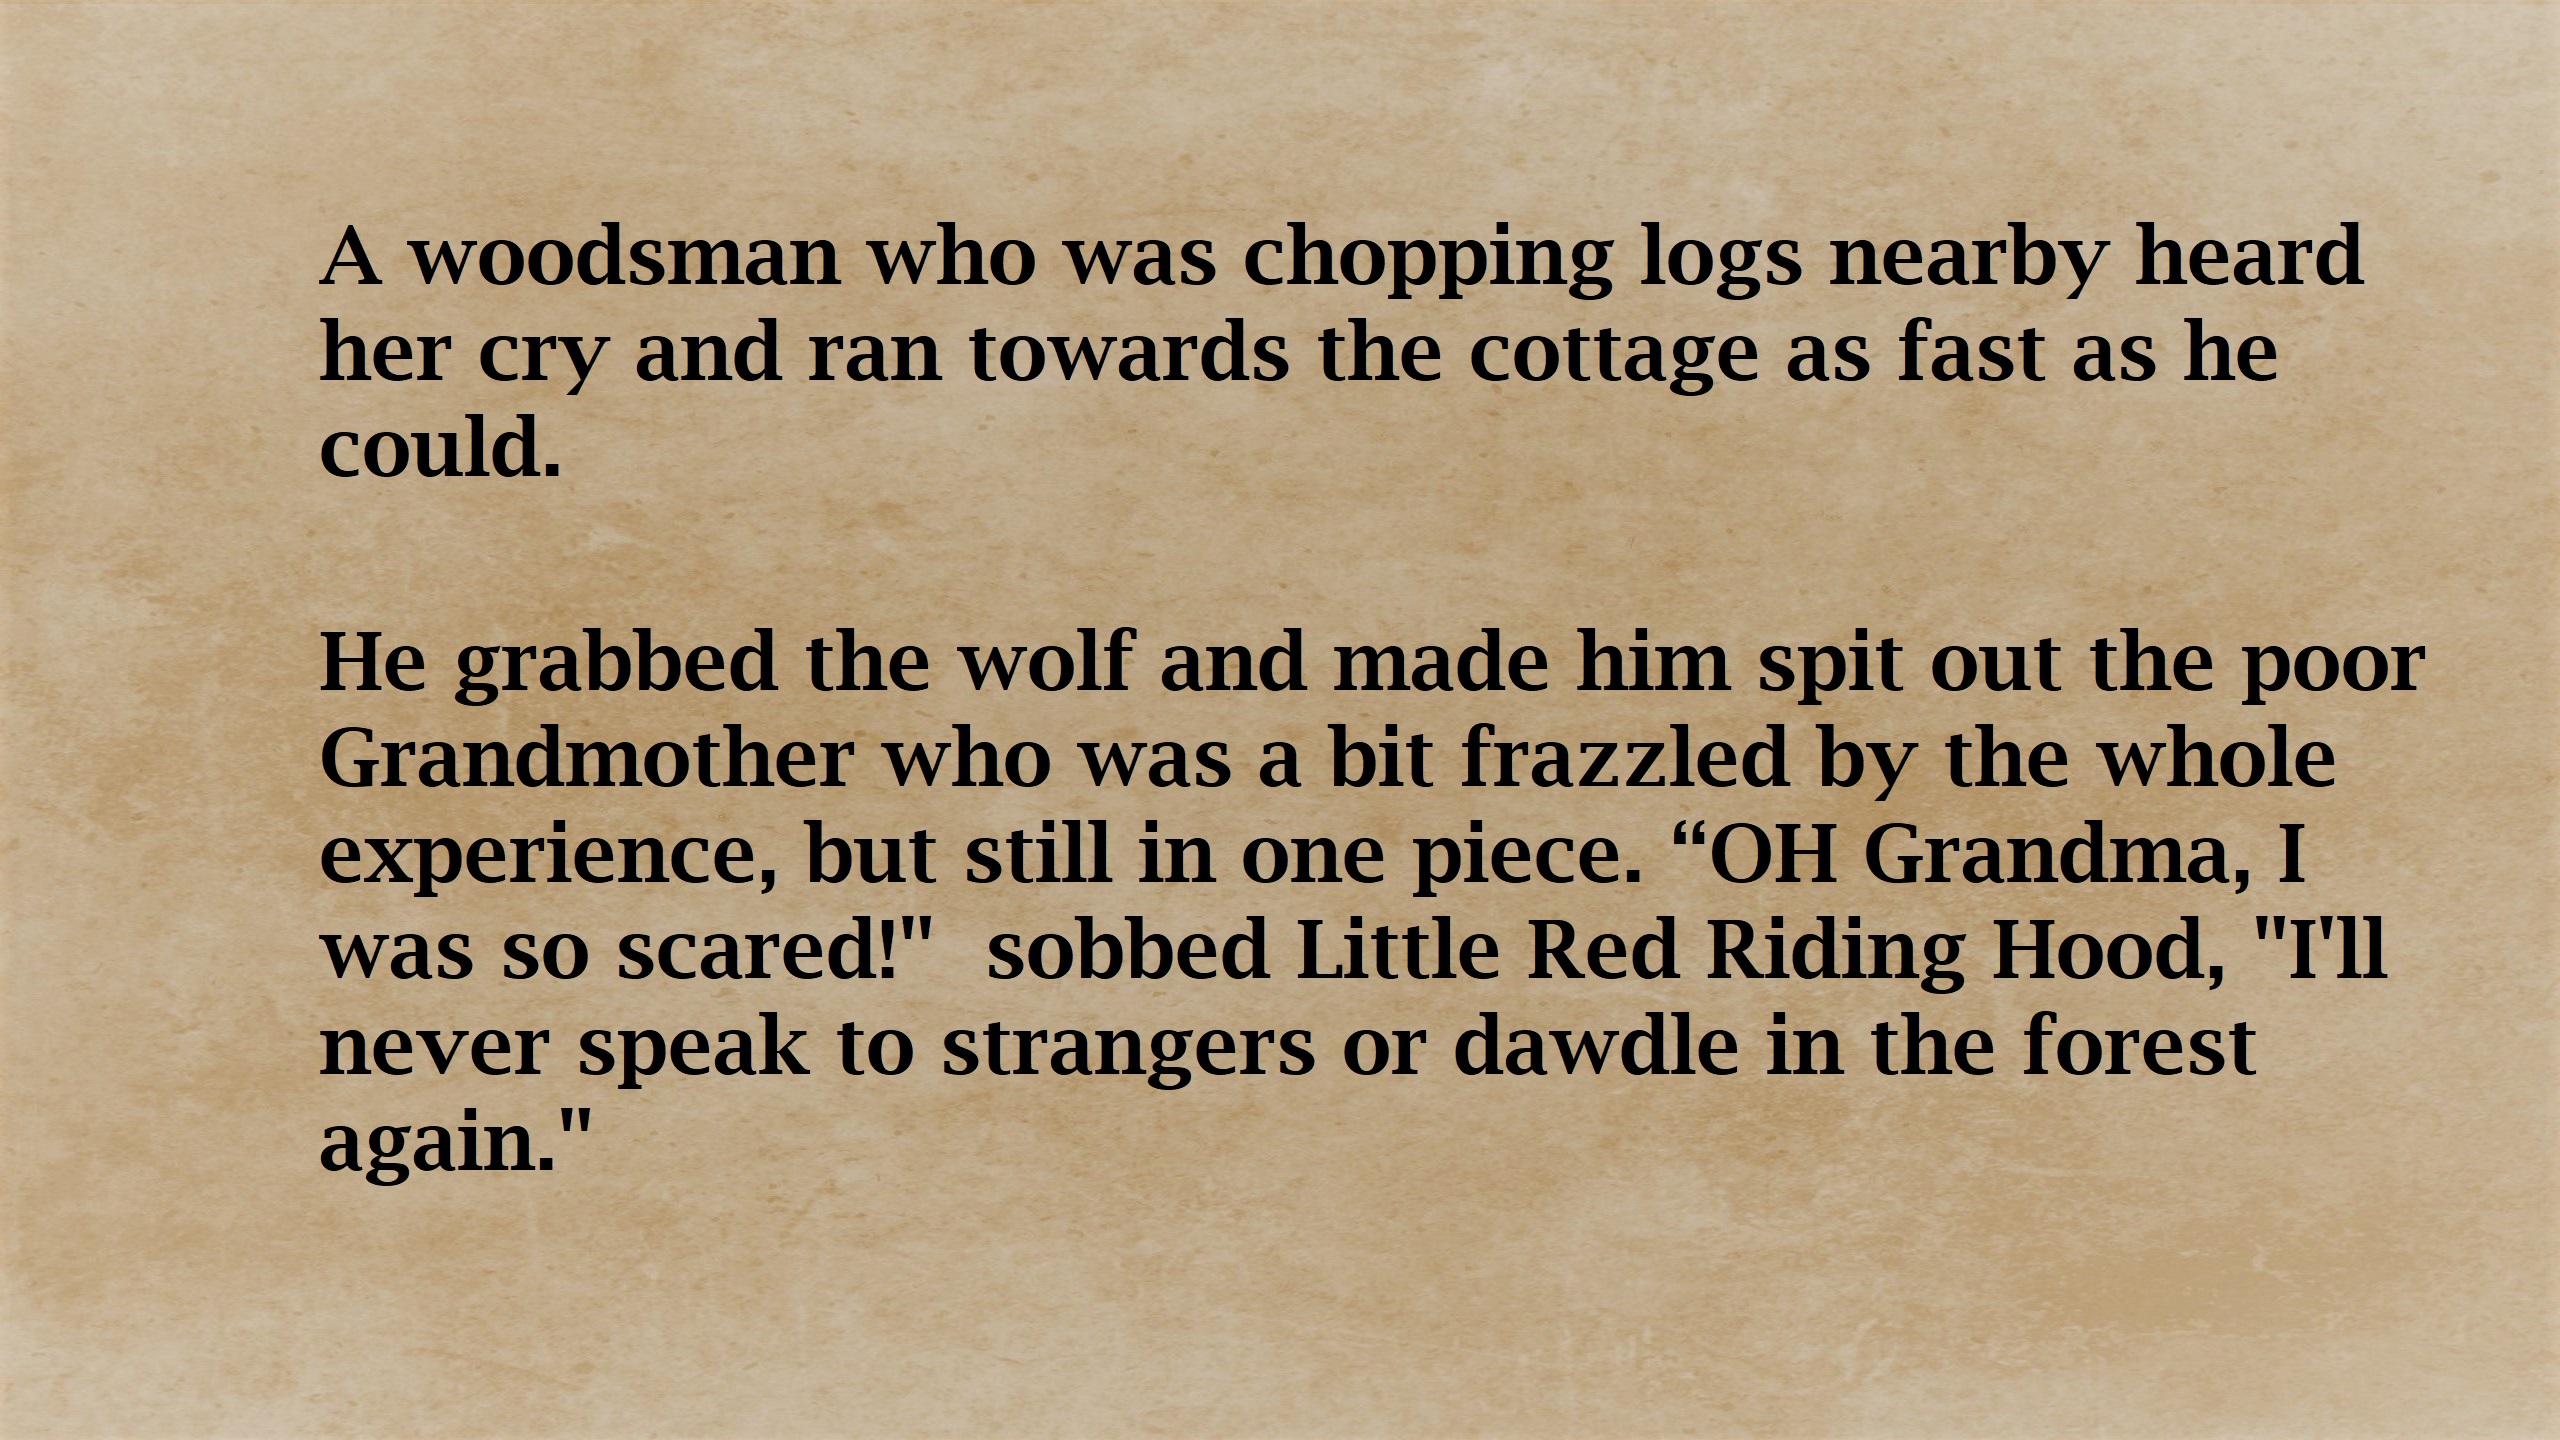 A woodsman who was chopping logs nearby heard
her cry and ran towards the cottage as fast as he
could.
He grabbed the wolf and made him spit out the poor
Grandmother who was a bit frazzled by the whole
experience, but still in one piece. “OH Grandma, I
was so scared!"  sobbed Little Red Riding Hood, "I'll
never speak to strangers or dawdle in the forest
again."